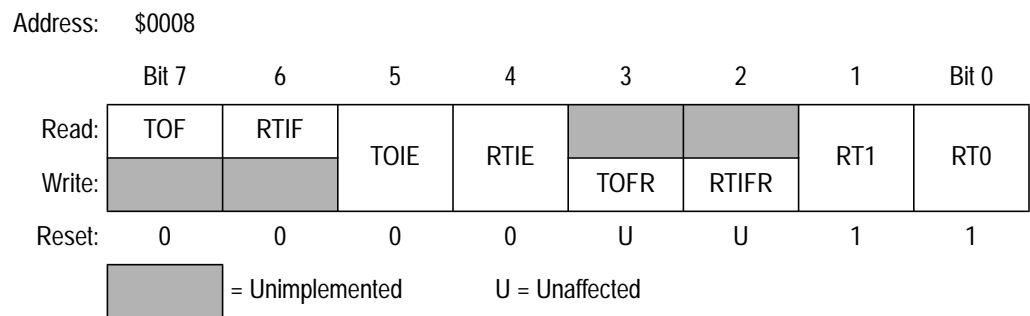 Address: $0008
Bit 7 6 5 4 3 2 1 Bit 0
Read: TOF RTIF
TOIE RTIE RT1 RT0
Write: TOFR RTIFR
Reset: 0 0 0 0 U U 1 1
= Unimplemented U = Unaffected